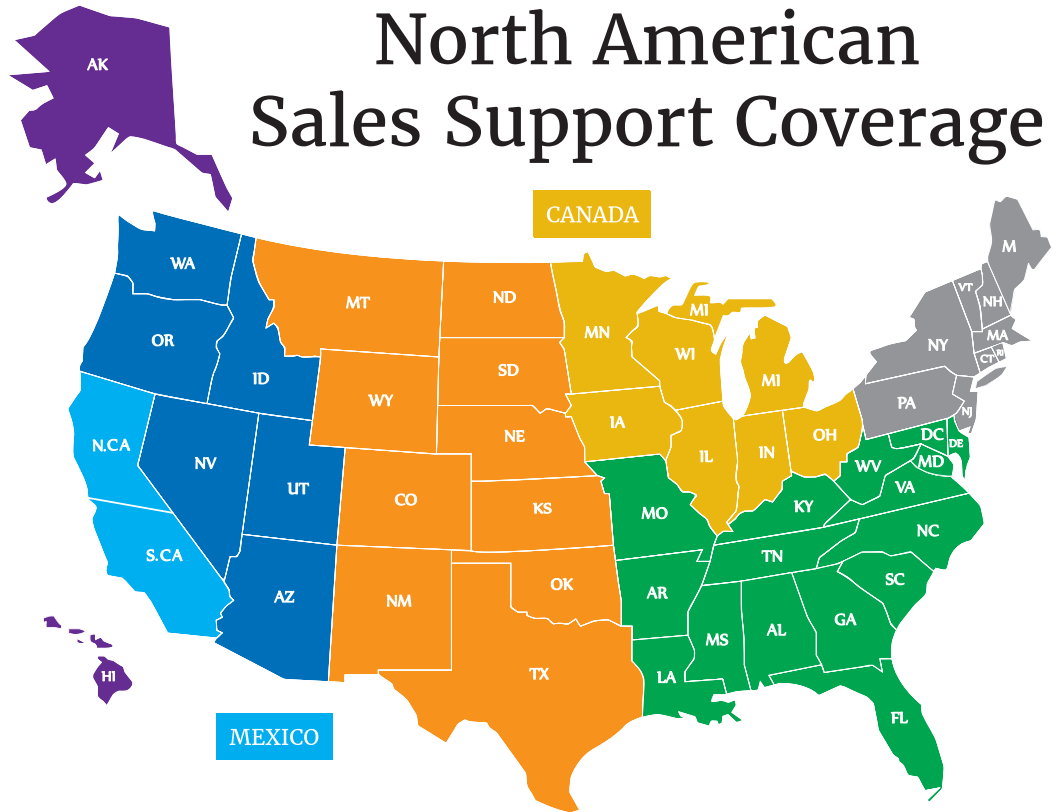 North American
Sales Support Coverage
AK
CANADA
WA
OR
ID
MT
ND
SD
MN
WI
MI
MI
M
VT
NH
MA
NY
CT
RI
WY
NE
IA
IL
IN
OH
PA
NJ
N.CA
NV
UT
CO
KS
MO
KY
WV
DC
DE
MD
VA
S.CA
AZ
NM
OK
AR
TN
NC
SC
MS
AL
GA
LA
TX
FL
HI
MEXICO